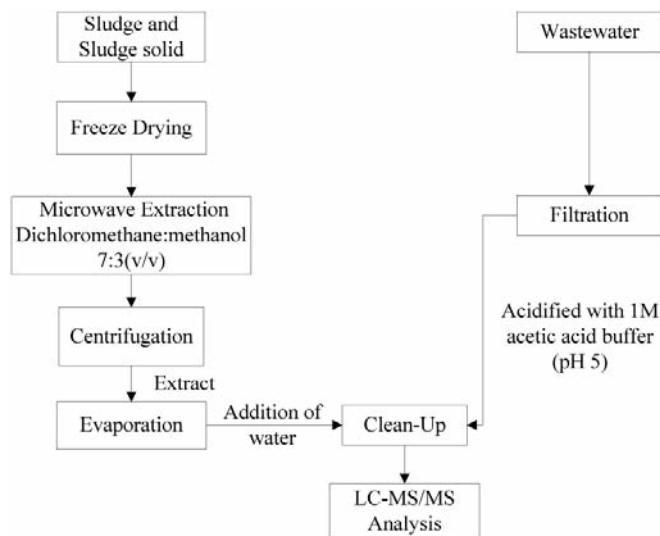 Sludge and
Sludge solid
Freeze Drying
Microwave Extraction
Dichloromethane:methanol
7:3(v/v)
Centrifugation
Extract
Evaporation
Addition of
water
Wastewater
Filtration
Acidified with 1M
acetic acid buffer
(pH 5)
Clean-Up
LC-MS/MS
Analysis